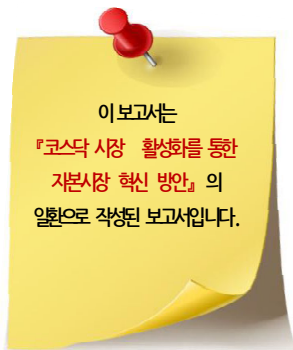 이 보고서는
『코스닥 시장 활성화를 통한
자본시장 혁신 방안』의
일환으로 작성된 보고서입니다.